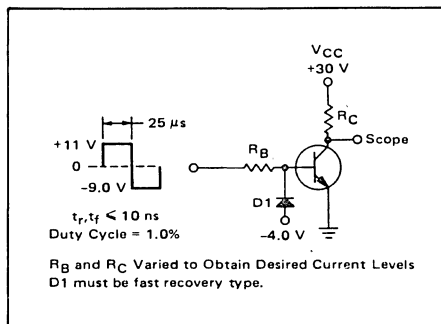 VCC
+30 V
25 μs
RC
+11 V
Scope
RB
0
-9.0 V
D1
-4.0 V
tr,tf ⩽ 10 ns
Duty Cycle = 1.0%
RB and RC Varied to Obtain Desired Current Levels
D1 must be fast recovery type.